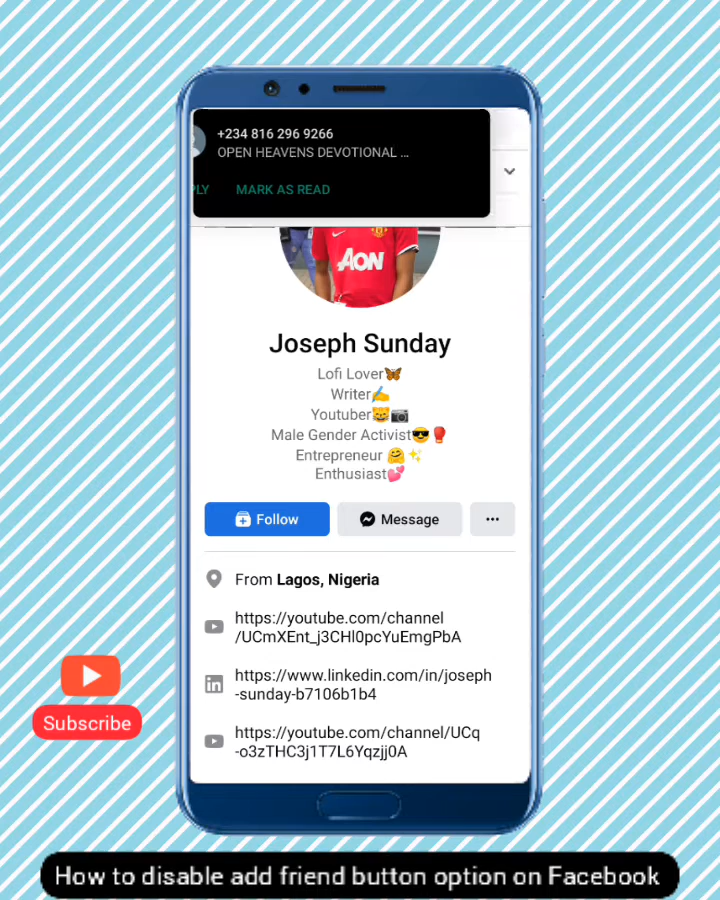 +234 816 296 9266
OPEN HEAVENS DEVOTIONAL ...
PLY MARK AS READ
AON
Joseph Sunday
Lofi Lover🦋
Writer✍️
Youtuber😸📷
Male Gender Activist😎🥊
Entrepreneur 🤗✨
Enthusiast💕
Follow
Message
...
From Lagos, Nigeria
https://youtube.com/channel
/UCmXEnt_j3CHl0pcYuEmgPbA
https://www.linkedin.com/in/joseph
-sunday-b7106b1b4
https://youtube.com/channel/UCq
-o3zTHC3j1T7L6Yqzjj0A
Subscribe
How to disable add friend button option on Facebook